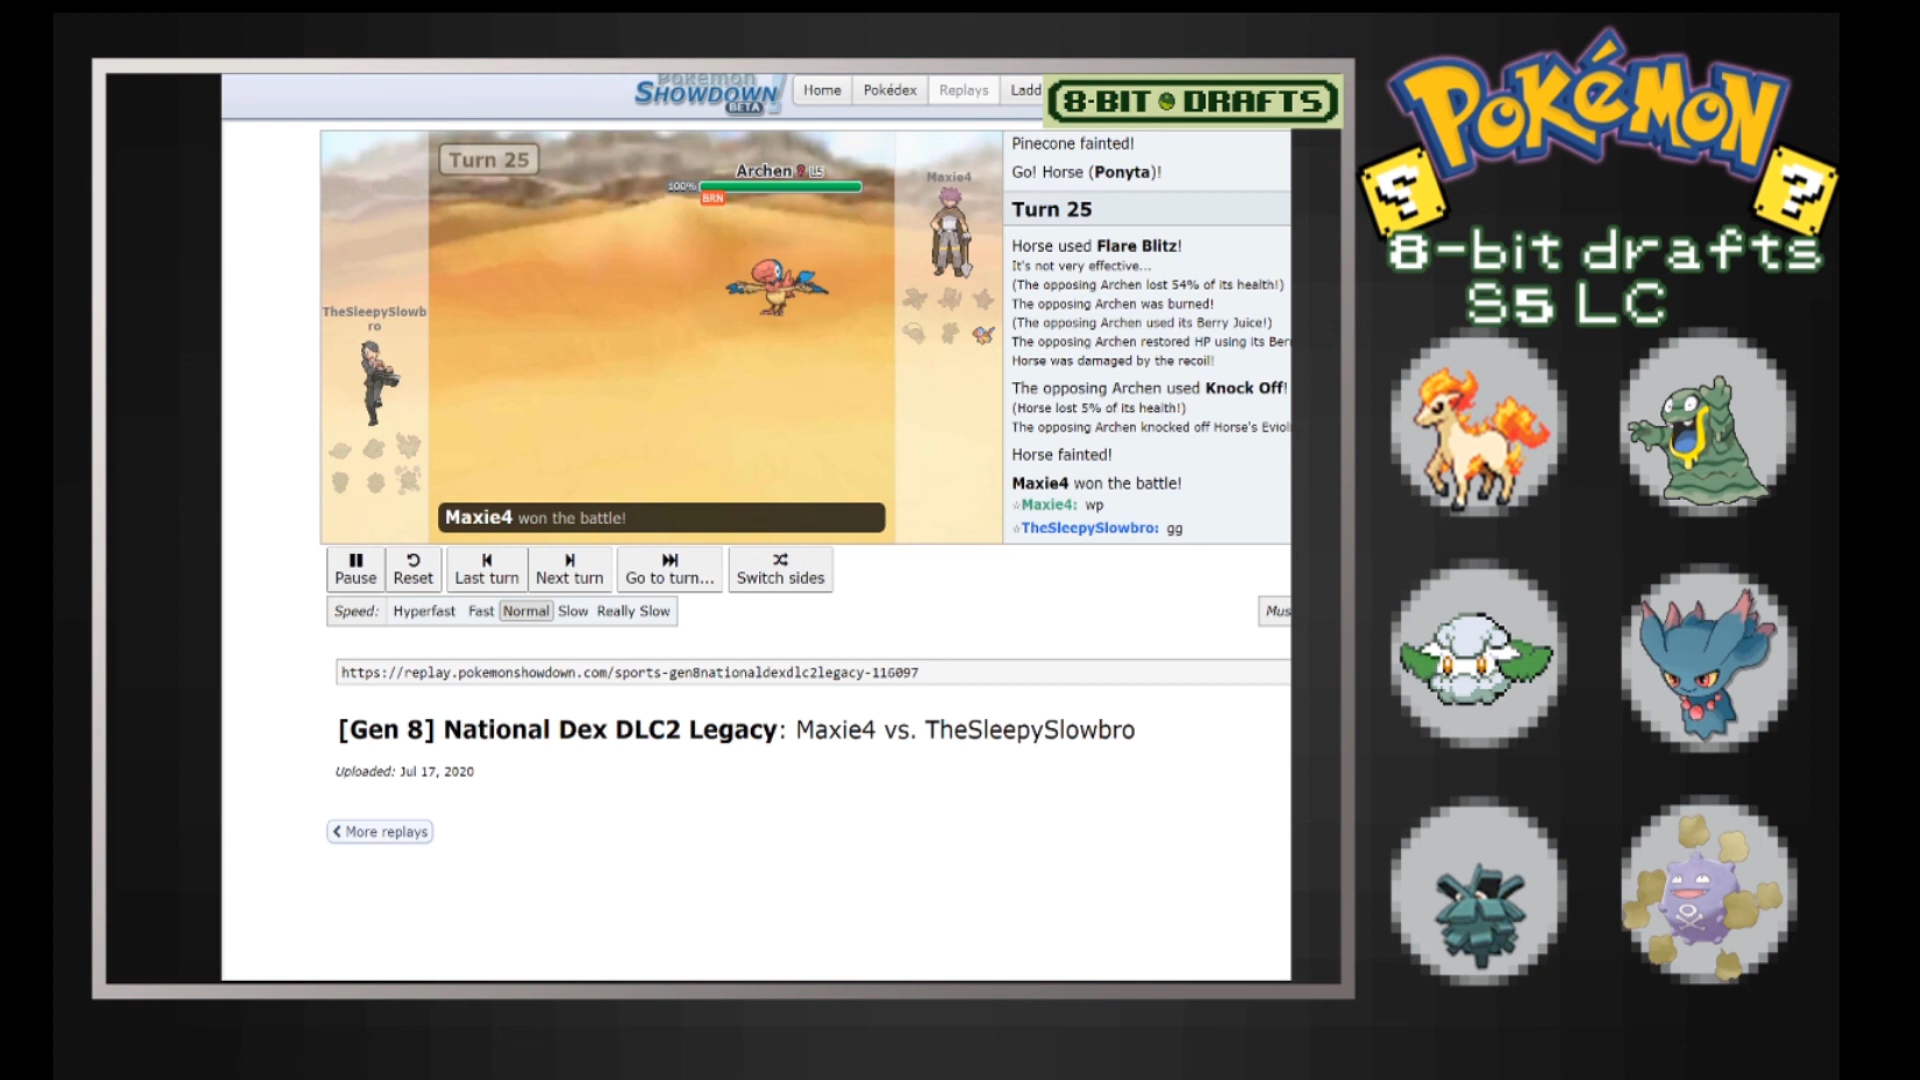 Pokémon
SHOWDOWN
BETA
Home
Pokédex
Replays
Ladd
8-BIT DRAFTS
POKÉMON
?
?
8-bit drafts
S5 LC
Turn 25
Archen L5
100%
BRN
Maxie4
TheSleepySlowb
ro
Maxie4 won the battle!
Pinecone fainted!
Go! Horse (Ponyta)!
Turn 25
Horse used Flare Blitz!
It's not very effective...
(The opposing Archen lost 54% of its health!)
The opposing Archen was burned!
(The opposing Archen used its Berry Juice!)
The opposing Archen restored HP using its Ber
Horse was damaged by the recoil!
The opposing Archen used Knock Off!
(Horse lost 5% of its health!)
The opposing Archen knocked off Horse's Eviol
Horse fainted!
Maxie4 won the battle!
☆Maxie4: wp
☆TheSleepySlowbro: gg
Pause
Reset
Last turn
Next turn
Go to turn...
Switch sides
Speed: Hyperfast Fast Normal Slow Really Slow
Mus
https://replay.pokemonshowdown.com/sports-gen8nationaldexdlc2legacy-116097
[Gen 8] National Dex DLC2 Legacy: Maxie4 vs. TheSleepySlowbro
Uploaded: Jul 17, 2020
More replays